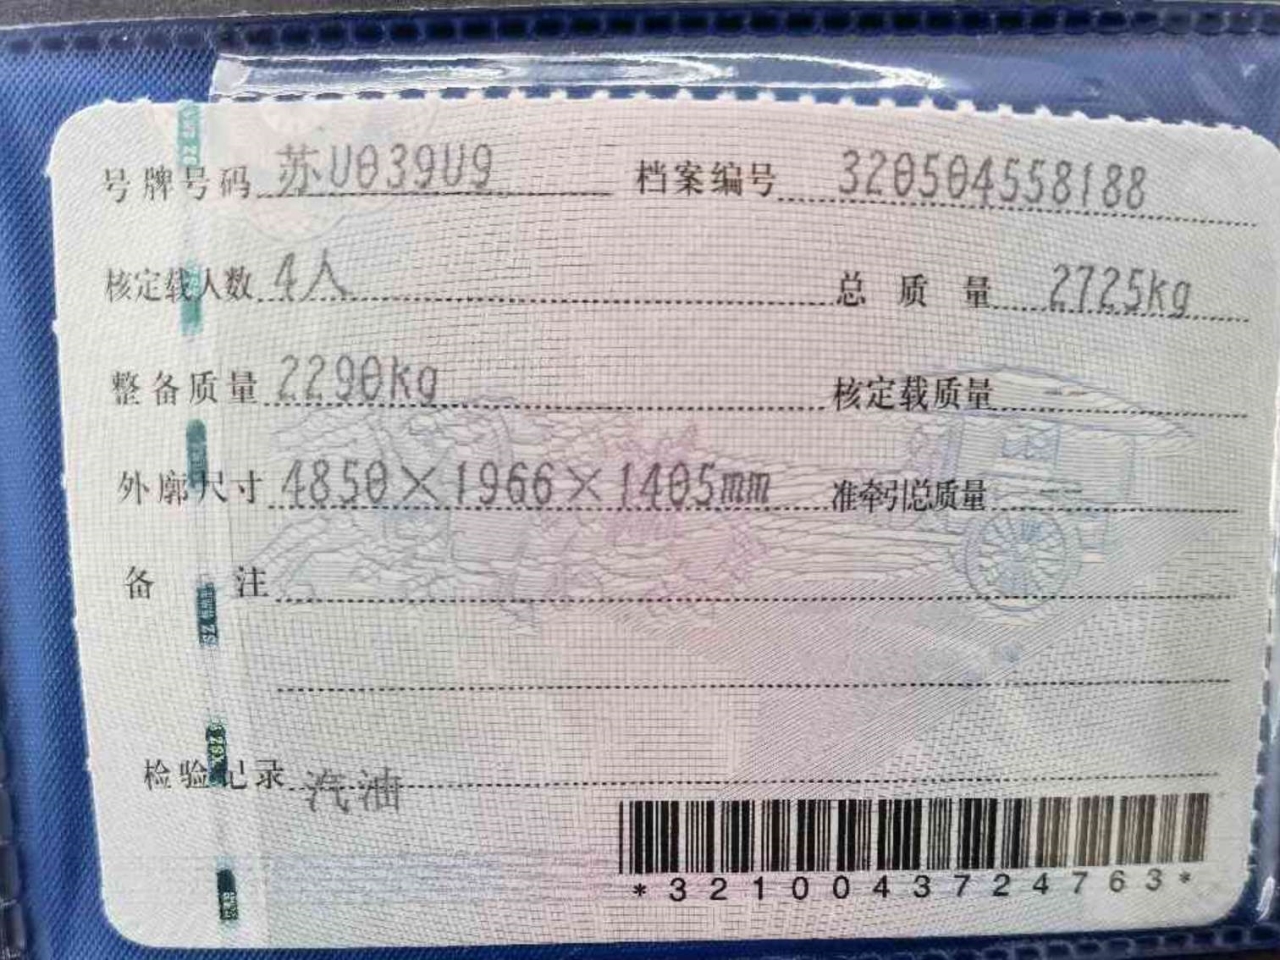 号牌号码 苏U039U9 档案编号 320504558188
核定载人数 4人 总质量 2725kg
整备质量 2290kg 核定载质量 --
外廓尺寸 4850×1966×1405mm 准牵引总质量 --
备注
检验记录 汽油
*3210043724763*